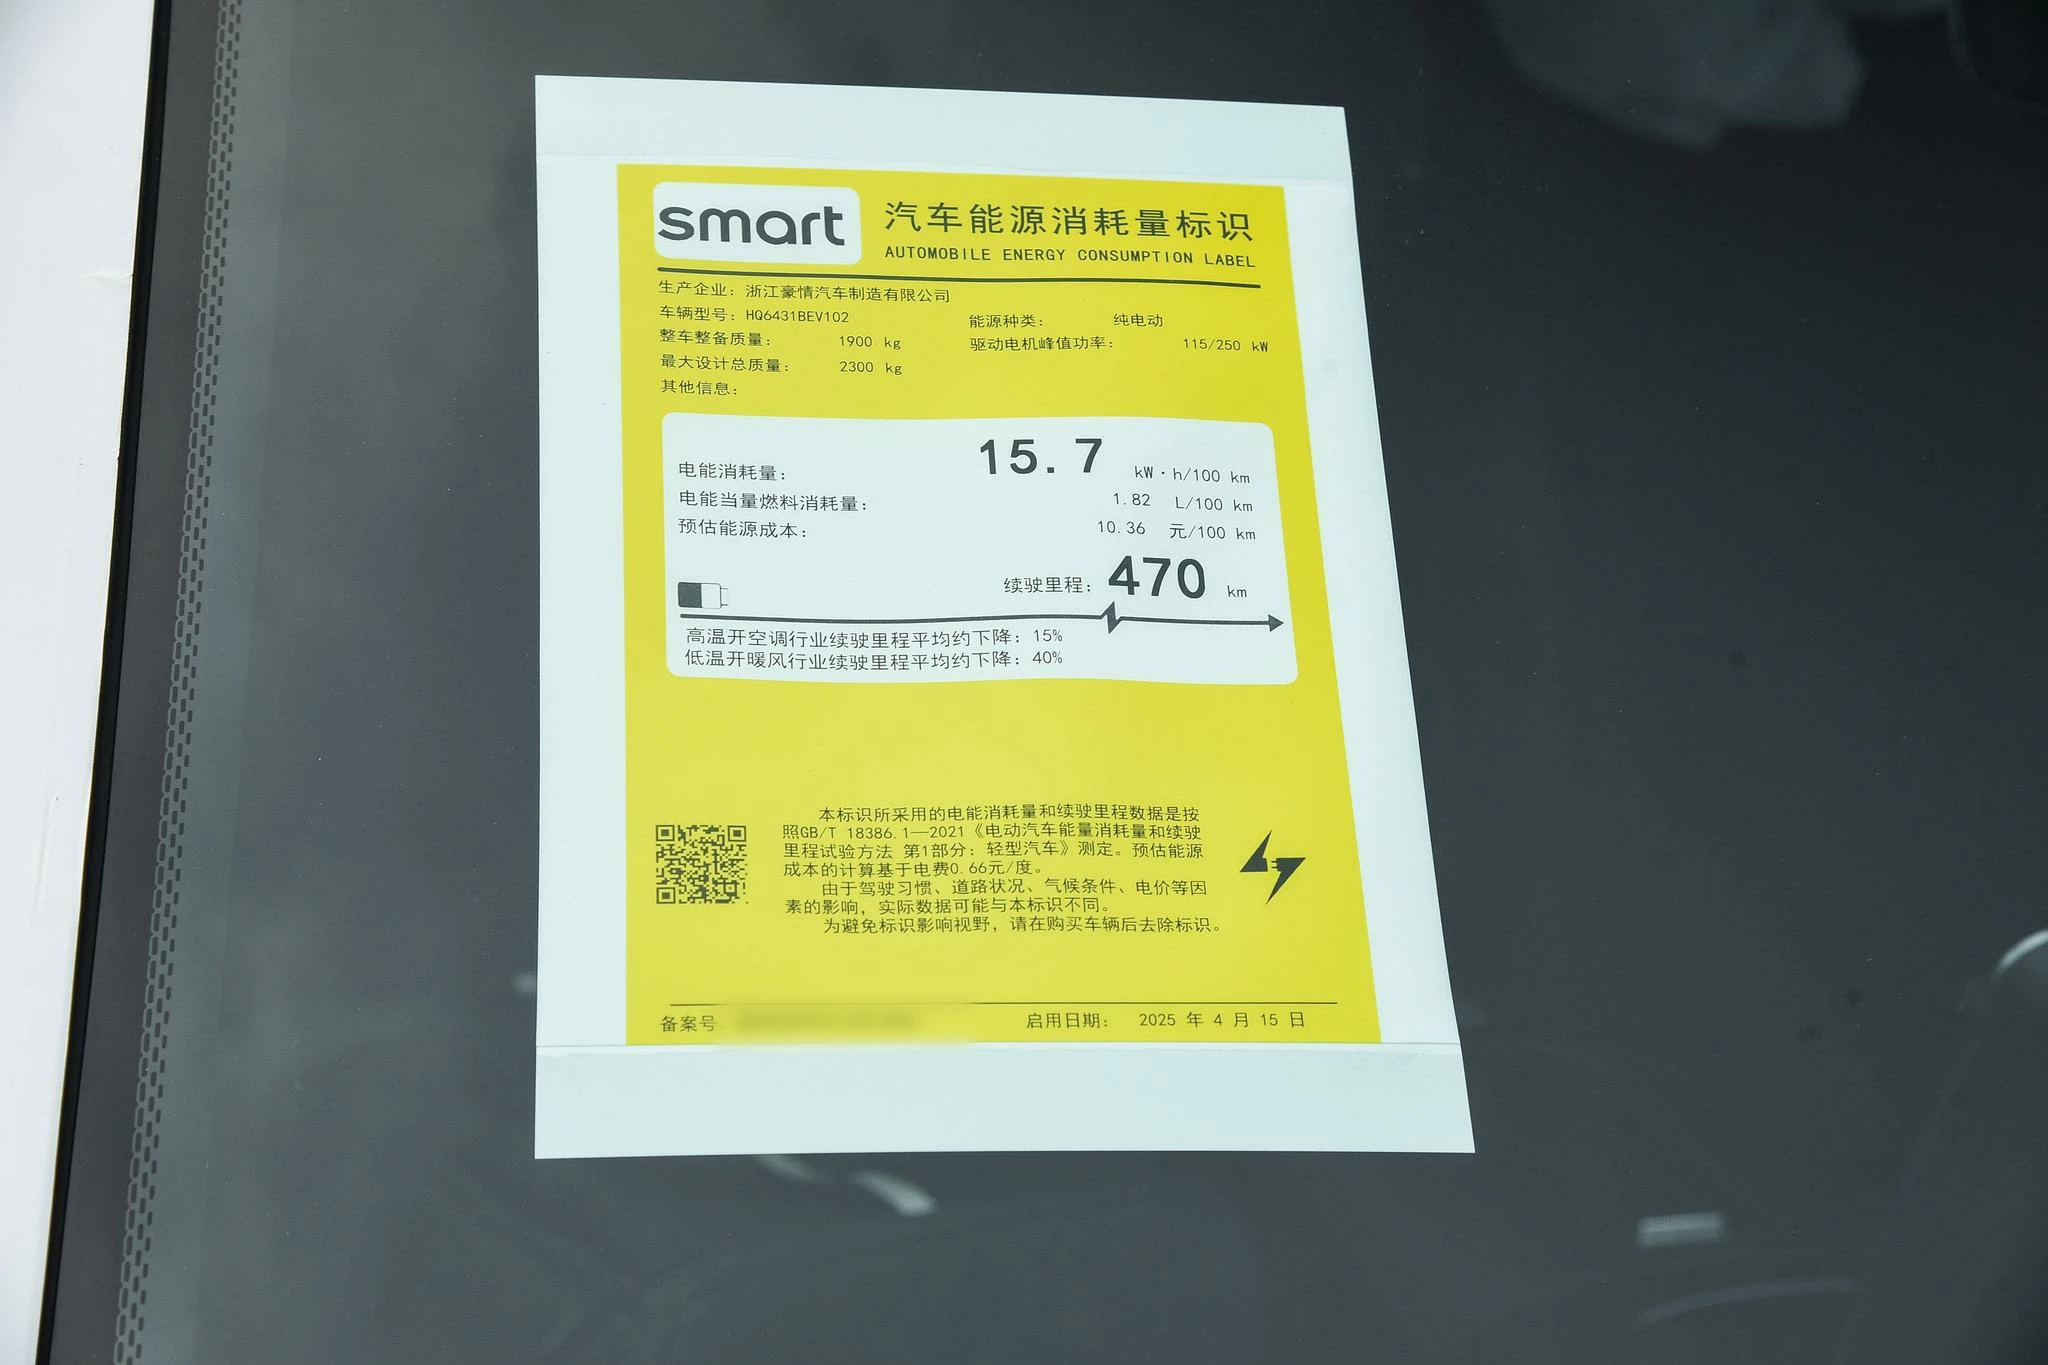 smart
汽车能源消耗量标识
AUTOMOBILE ENERGY CONSUMPTION LABEL
生产企业：浙江豪情汽车制造有限公司
车辆型号：HQ6431BEV102
能源种类： 纯电动
整车整备质量： 1900 kg
驱动电机峰值功率： 115/250 kW
最大设计总质量： 2300 kg
其他信息：
电能消耗量： 15.7 kW·h/100 km
电能当量燃料消耗量： 1.82 L/100 km
预估能源成本： 10.36 元/100 km
续驶里程：470 km
高温开空调行业续驶里程平均约下降：15%
低温开暖风行业续驶里程平均约下降：40%
本标识所采用的电能消耗量和续驶里程数据是按
照GB/T 18386.1—2021《电动汽车能量消耗量和续驶
里程试验方法 第1部分：轻型汽车》测定。预估能源
成本的计算基于电费0.66元/度。
由于驾驶习惯、道路状况、气候条件、电价等因
素的影响，实际数据可能与本标识不同。
为避免标识影响视野，请在购买车辆后去除标识。
备案号
启用日期： 2025 年 4 月 15 日